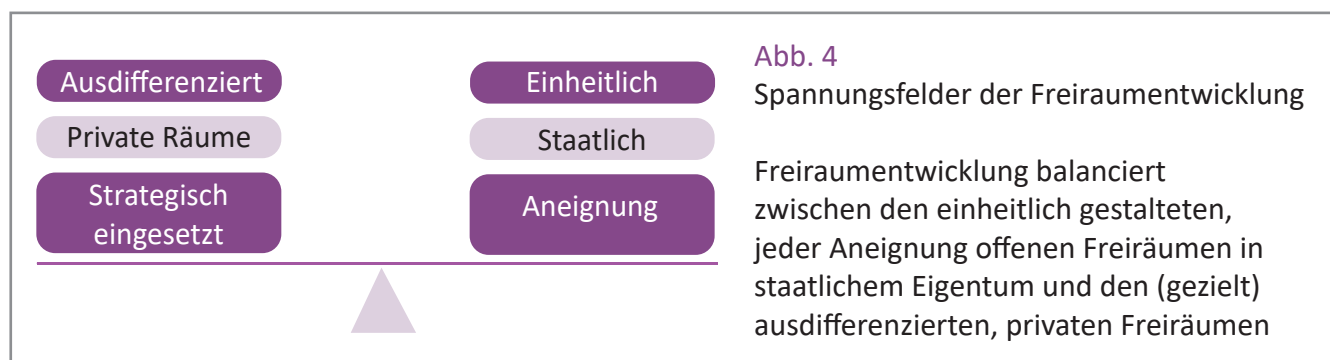 Ausdifferenziert
Private Räume
Strategisch
eingesetzt
Einheitlich
Staatlich
Aneignung
Abb. 4
Spannungsfelder der Freiraumentwicklung
Freiraumentwicklung balanciert
zwischen den einheitlich gestalteten,
jeder Aneignung offenen Freiräumen in
staatlichem Eigentum und den (gezielt)
ausdifferenzierten, privaten Freiräumen